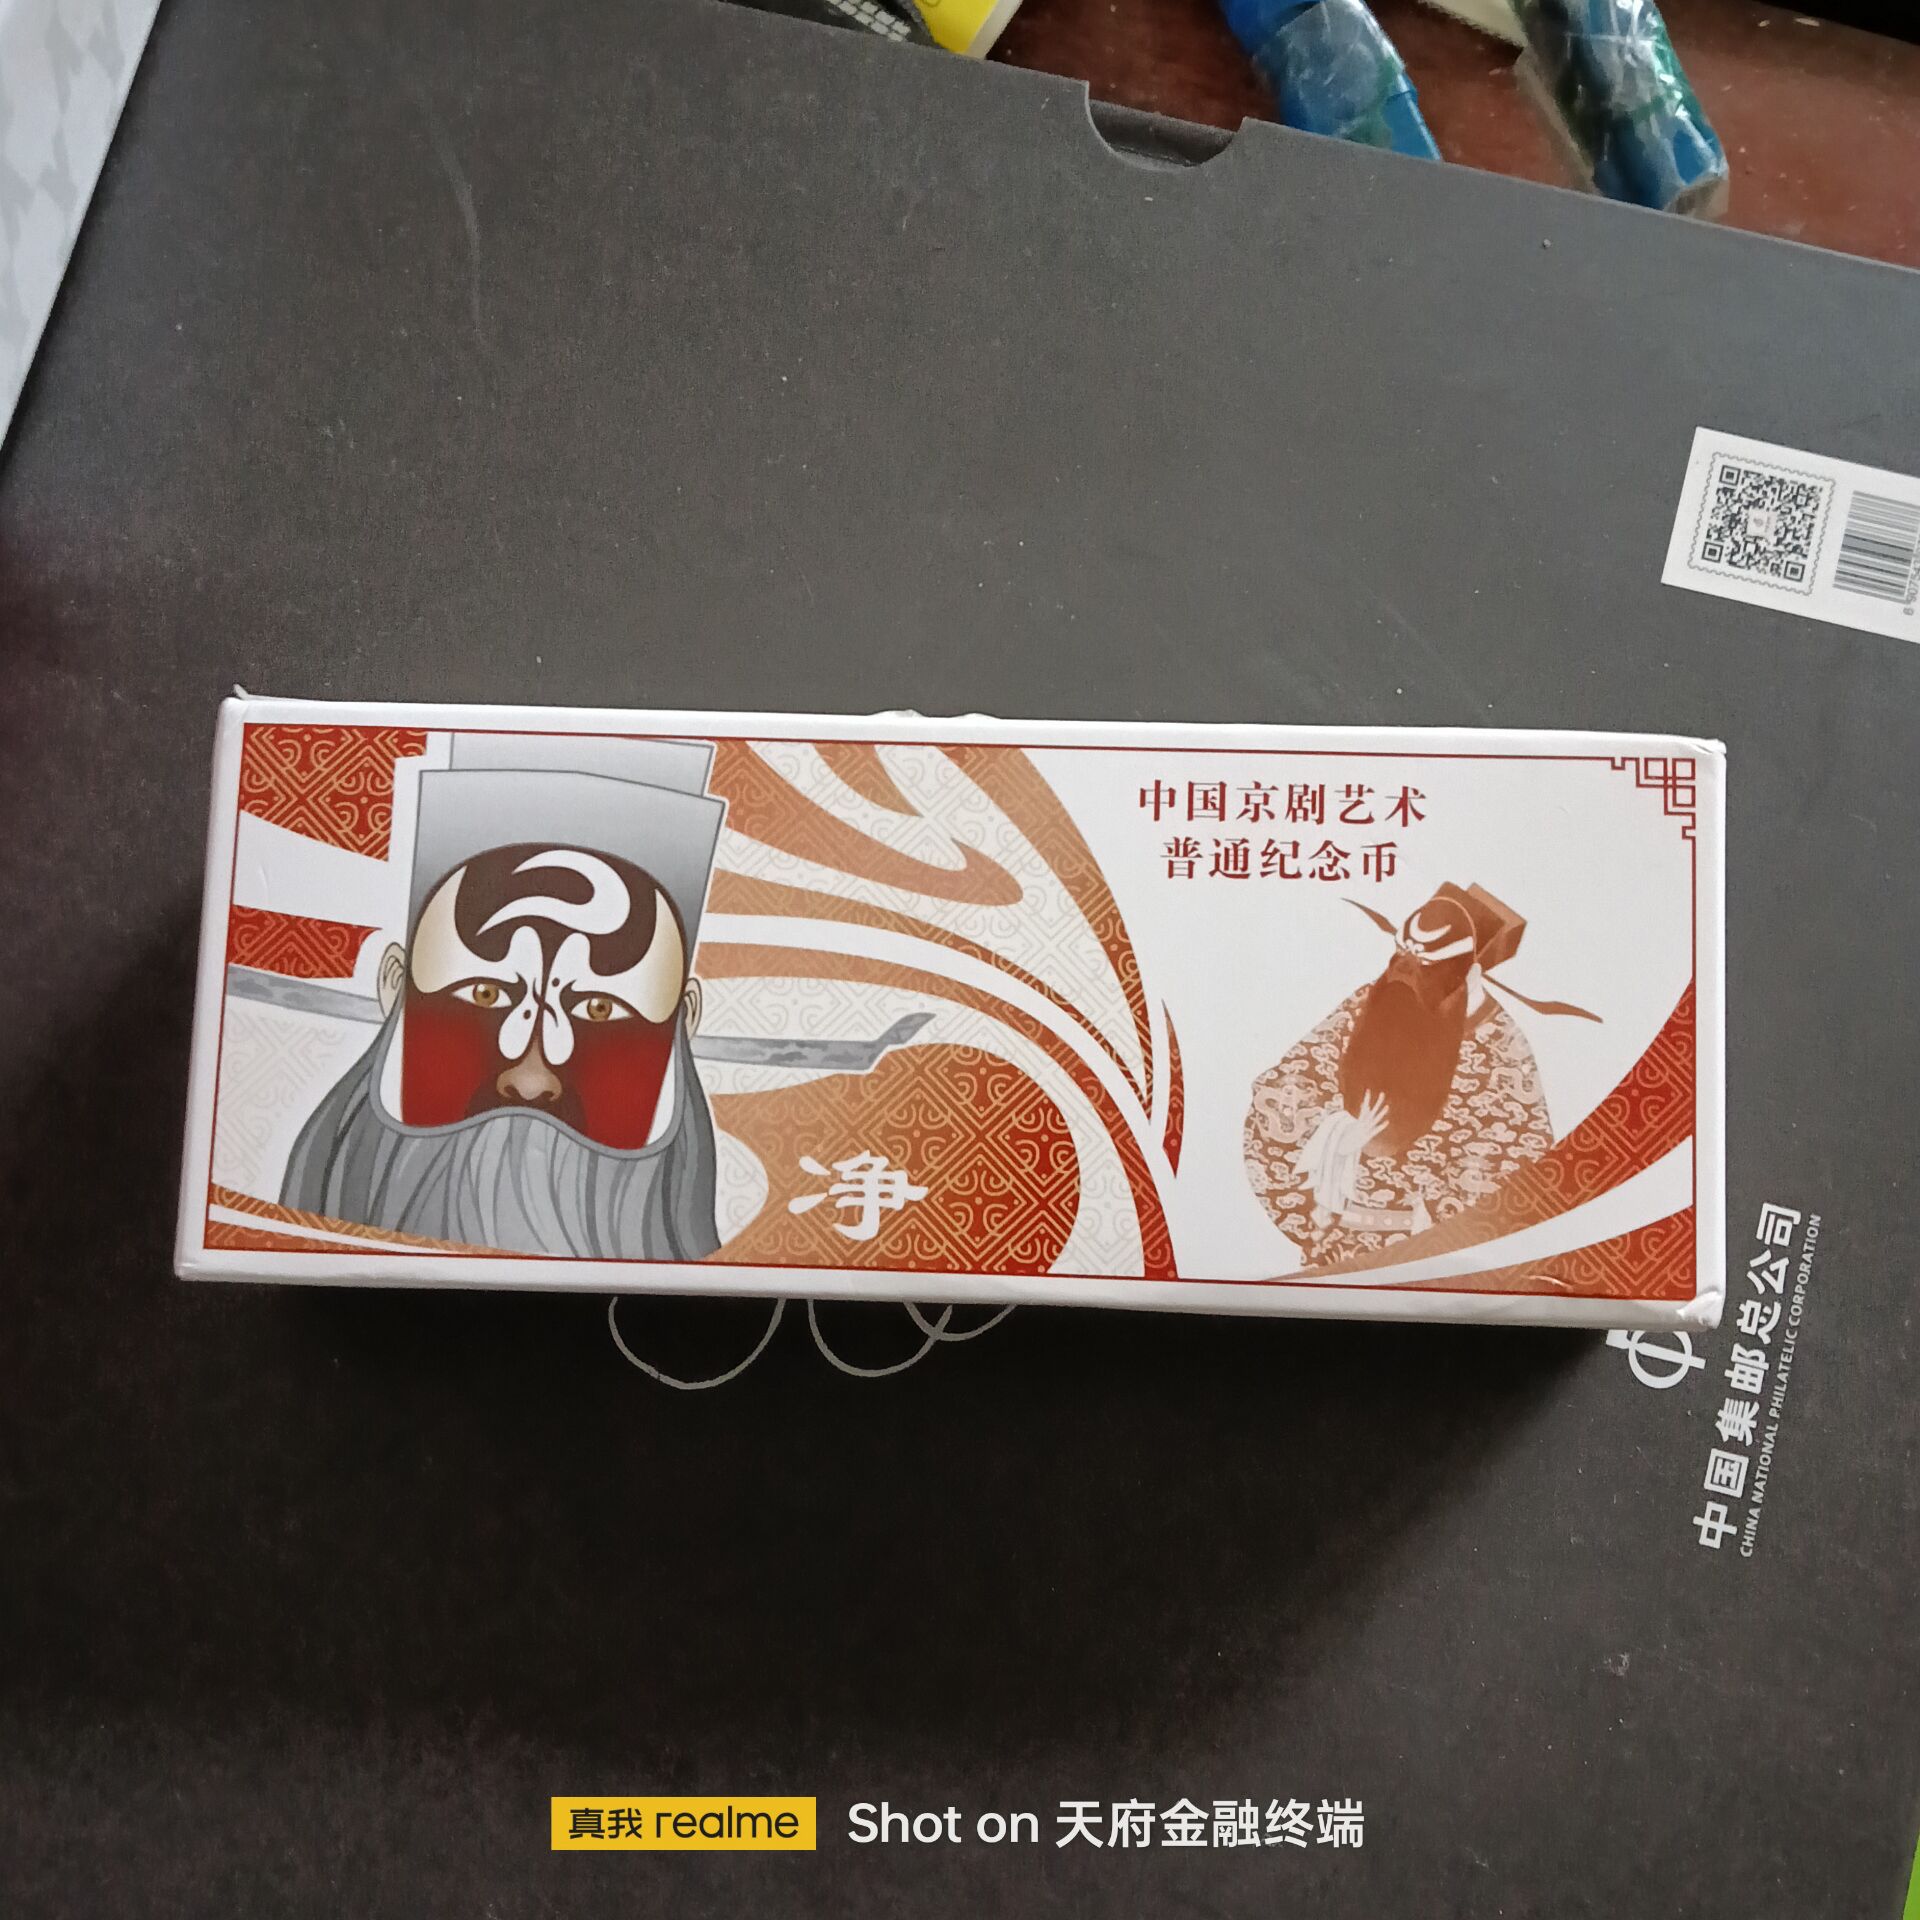 中国京剧艺术
普通纪念币
净
中国集邮总公司
CHINA NATIONAL PHILATELIC CORPORATION
真我 realme
Shot on 天府金融终端